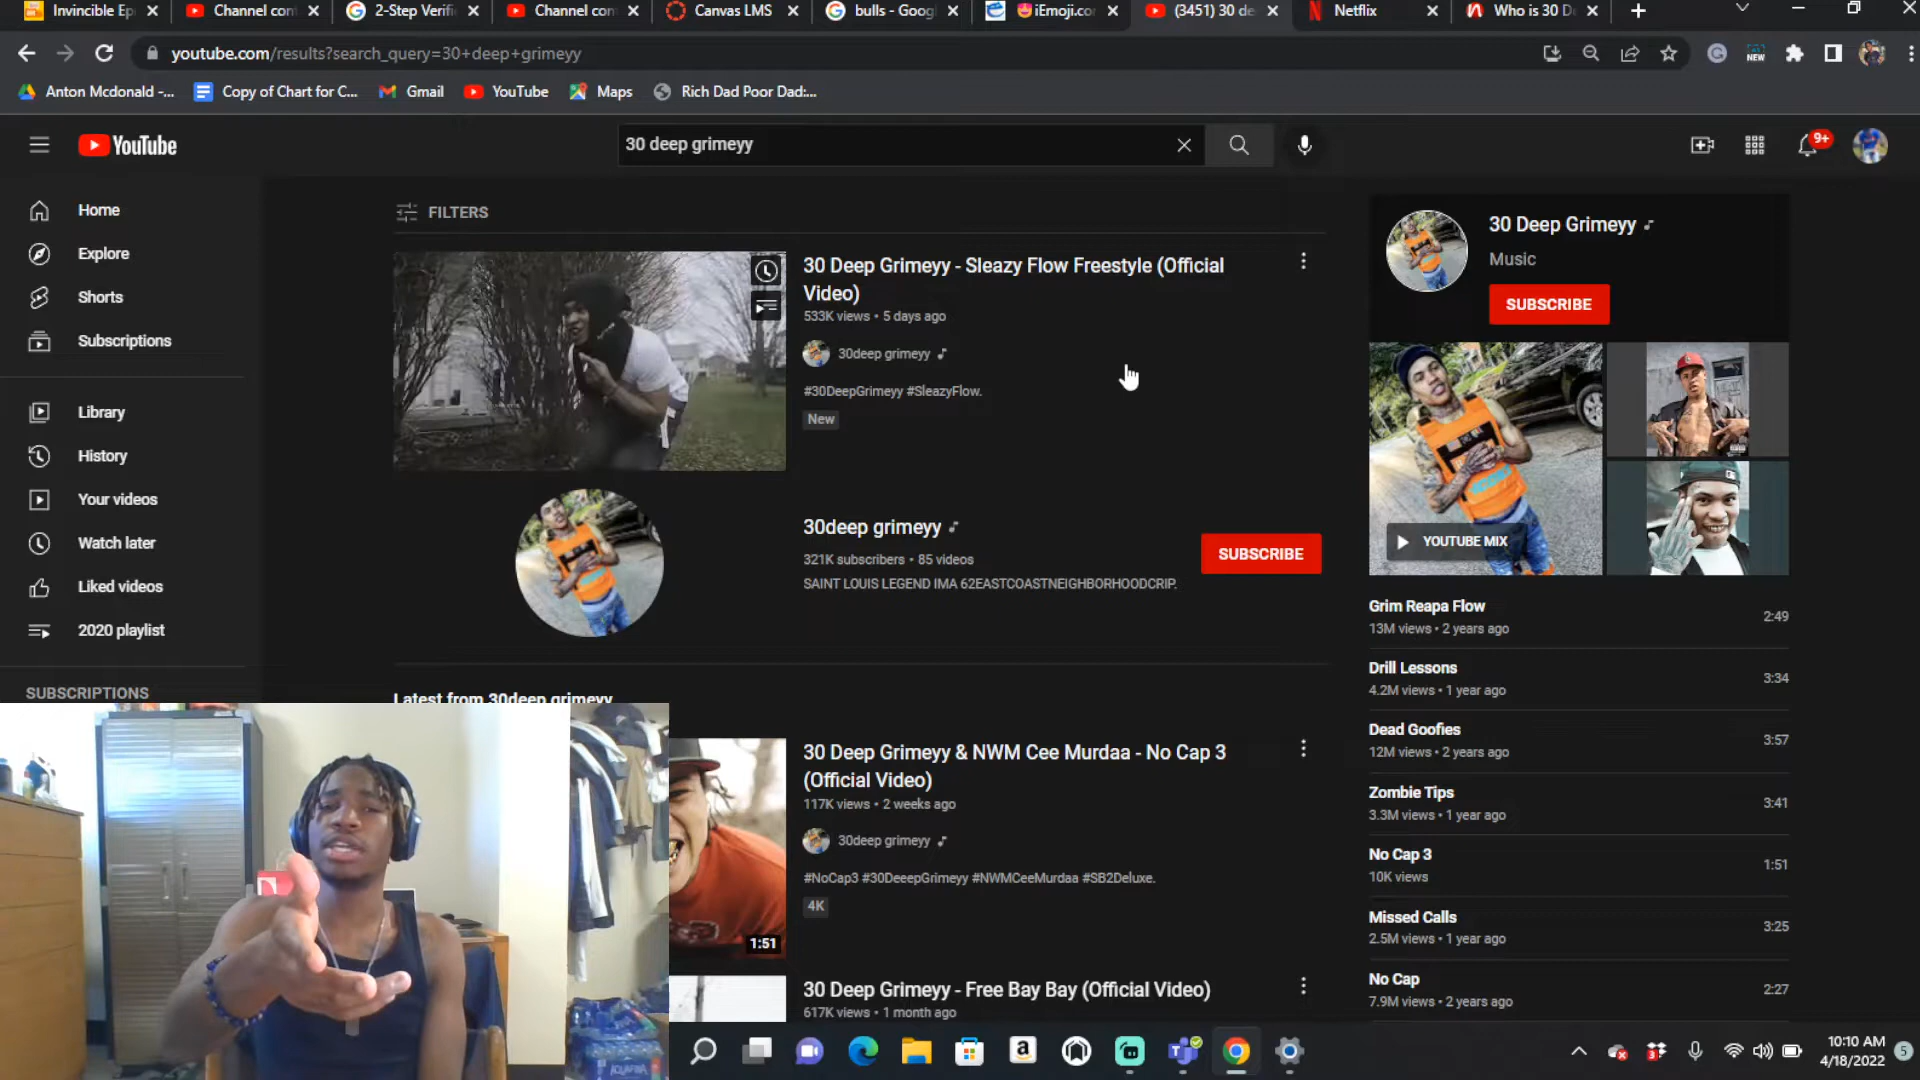 Invincible Ep
Channel con
2-Step Verifi
Channel con
Canvas LMS
bulls - Goog
iEmoji.co
(3451) 30 de
Netflix
Who is 30 D
youtube.com/results?search_query=30+deep+grimeyy
NEW
Anton Mcdonald -...
Copy of Chart for C...
Gmail
YouTube
Maps
Rich Dad Poor Dad:...
YouTube
30 deep grimeyy
9+
Home
Explore
Shorts
Subscriptions
Library
History
Your videos
Watch later
Liked videos
2020 playlist
SUBSCRIPTIONS
FILTERS
30 Deep Grimeyy - Sleazy Flow Freestyle (Official
Video)
533K views • 5 days ago
30deep grimeyy
#30DeepGrimeyy #SleazyFlow.
New
30deep grimeyy
321K subscribers • 85 videos
SAINT LOUIS LEGEND IMA 62EASTCOASTNEIGHBORHOODCRIP.
SUBSCRIBE
Latest from 30deep grimeyy
30 Deep Grimeyy & NWM Cee Murdaa - No Cap 3
(Official Video)
117K views • 2 weeks ago
30deep grimeyy
#NoCap3 #30DeeepGrimeyy #NWMCeeMurdaa #SB2Deluxe.
4K
1:51
30 Deep Grimeyy - Free Bay Bay (Official Video)
617K views • 1 month ago
30 Deep Grimeyy
Music
SUBSCRIBE
YOUTUBE MIX
Grim Reapa Flow
13M views • 2 years ago
2:49
Drill Lessons
4.2M views • 1 year ago
3:34
Dead Goofies
12M views • 2 years ago
3:57
Zombie Tips
3.3M views • 1 year ago
3:41
No Cap 3
10K views
1:51
Missed Calls
2.5M views • 1 year ago
3:25
No Cap
7.9M views • 2 years ago
2:27
10:10 AM
4/18/2022
5